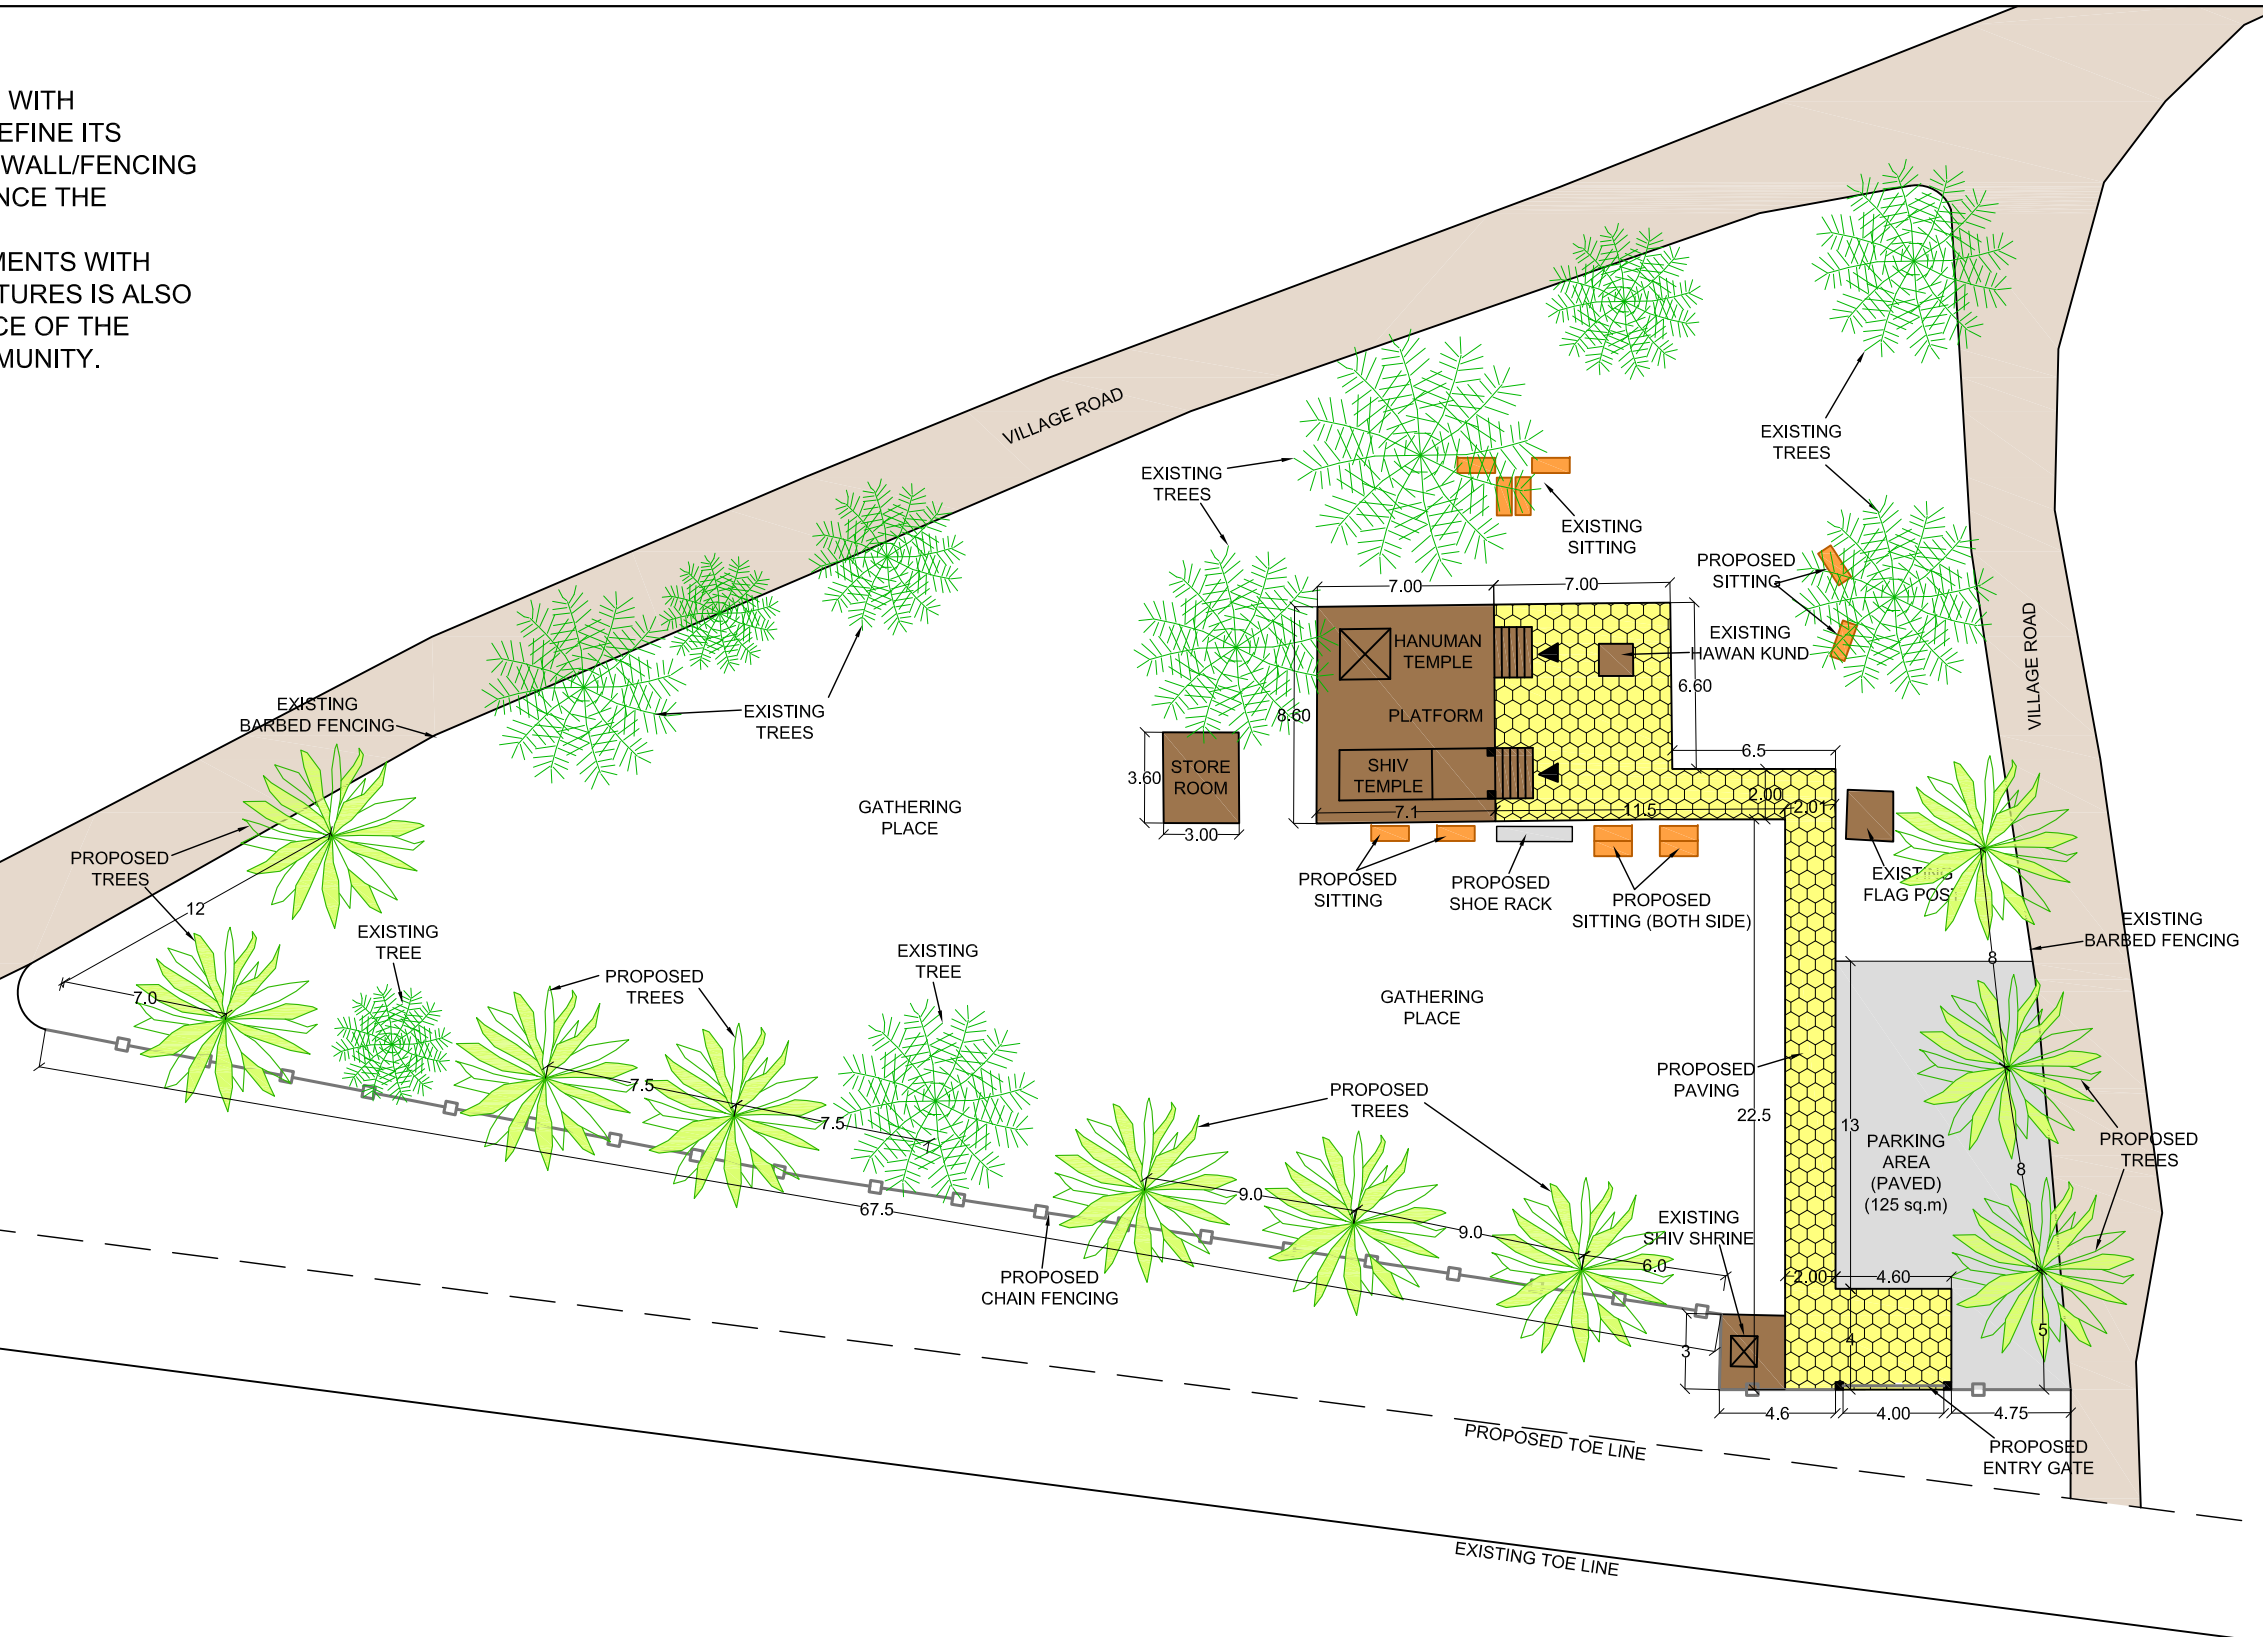 WITH
EFINE ITS
WALL/FENCING
NCE THE
MENTS WITH
TURES IS ALSO
CE OF THE
MUNITY.
VILLAGE ROAD
EXISTING
TREES
EXISTING
TREES
EXISTING
SITTING
PROPOSED
SITTING
7.00
7.00
HANUMAN
TEMPLE
EXISTING
HAWAN KUND
6.60
VILLAGE ROAD
EXISTING
BARBED FENCING
EXISTING
TREES
8.60
PLATFORM
6.5
3.60
STORE
ROOM
SHIV
TEMPLE
2.00
2.01
7.1
11.5
3.00
GATHERING
PLACE
PROPOSED
TREES
12
PROPOSED
SITTING
PROPOSED
SHOE RACK
PROPOSED
SITTING (BOTH SIDE)
EXISTING
FLAG POST
EXISTING
BARBED FENCING
EXISTING
TREE
EXISTING
TREE
8
7.0
PROPOSED
TREES
GATHERING
PLACE
7.5
7.5
PROPOSED
TREES
PROPOSED
PAVING
22.5
13
PARKING
AREA
(PAVED)
(125 sq.m)
8
PROPOSED
TREES
67.5
9.0
9.0
6.0
EXISTING
SHIV SHRINE
PROPOSED
CHAIN FENCING
2.00
4.60
3
4
5
4.6
4.00
4.75
PROPOSED TOE LINE
PROPOSED
ENTRY GATE
EXISTING TOE LINE